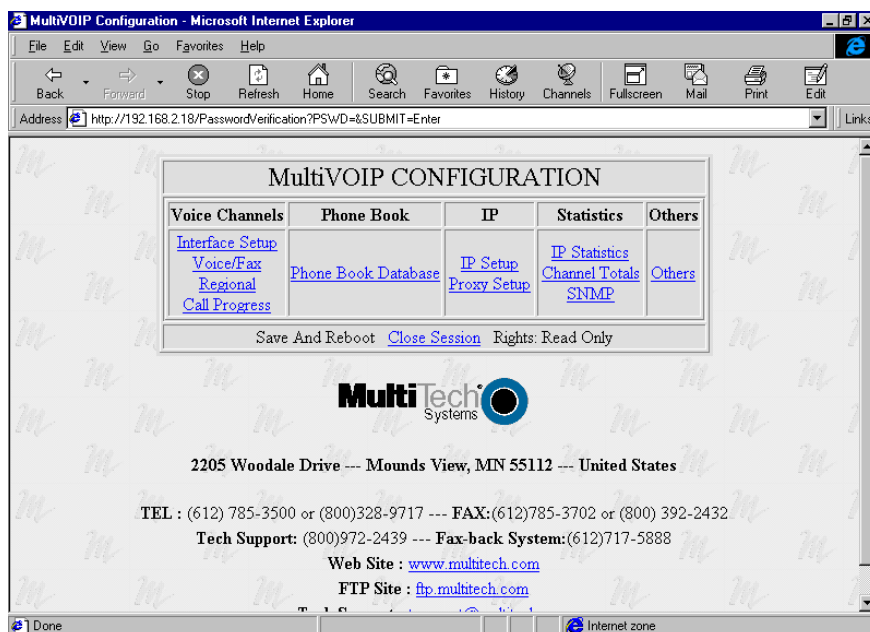 MultiVOIP Configuration - Microsoft Internet Explorer
File Edit View Go Favorites Help
Back Forward Stop Refresh Home Search Favorites History Channels Fullscreen Mail Print Edit
Address http://192.168.2.18/PasswordVerification?PSWD=&SUBMIT=Enter Links
MultiVOIP CONFIGURATION
Voice Channels Phone Book IP Statistics Others
Interface Setup
Voice/Fax
Regional
Call Progress
Phone Book Database
IP Setup
Proxy Setup
IP Statistics
Channel Totals
SNMP
Others
Save And Reboot Close Session Rights: Read Only
MultiTech
Systems
2205 Woodale Drive --- Mounds View, MN 55112 --- United States
TEL : (612) 785-3500 or (800)328-9717 --- FAX:(612)785-3702 or (800) 392-2432
Tech Support: (800)972-2439 --- Fax-back System:(612)717-5888
Web Site : www.multitech.com
FTP Site : ftp.multitech.com
Done Internet zone